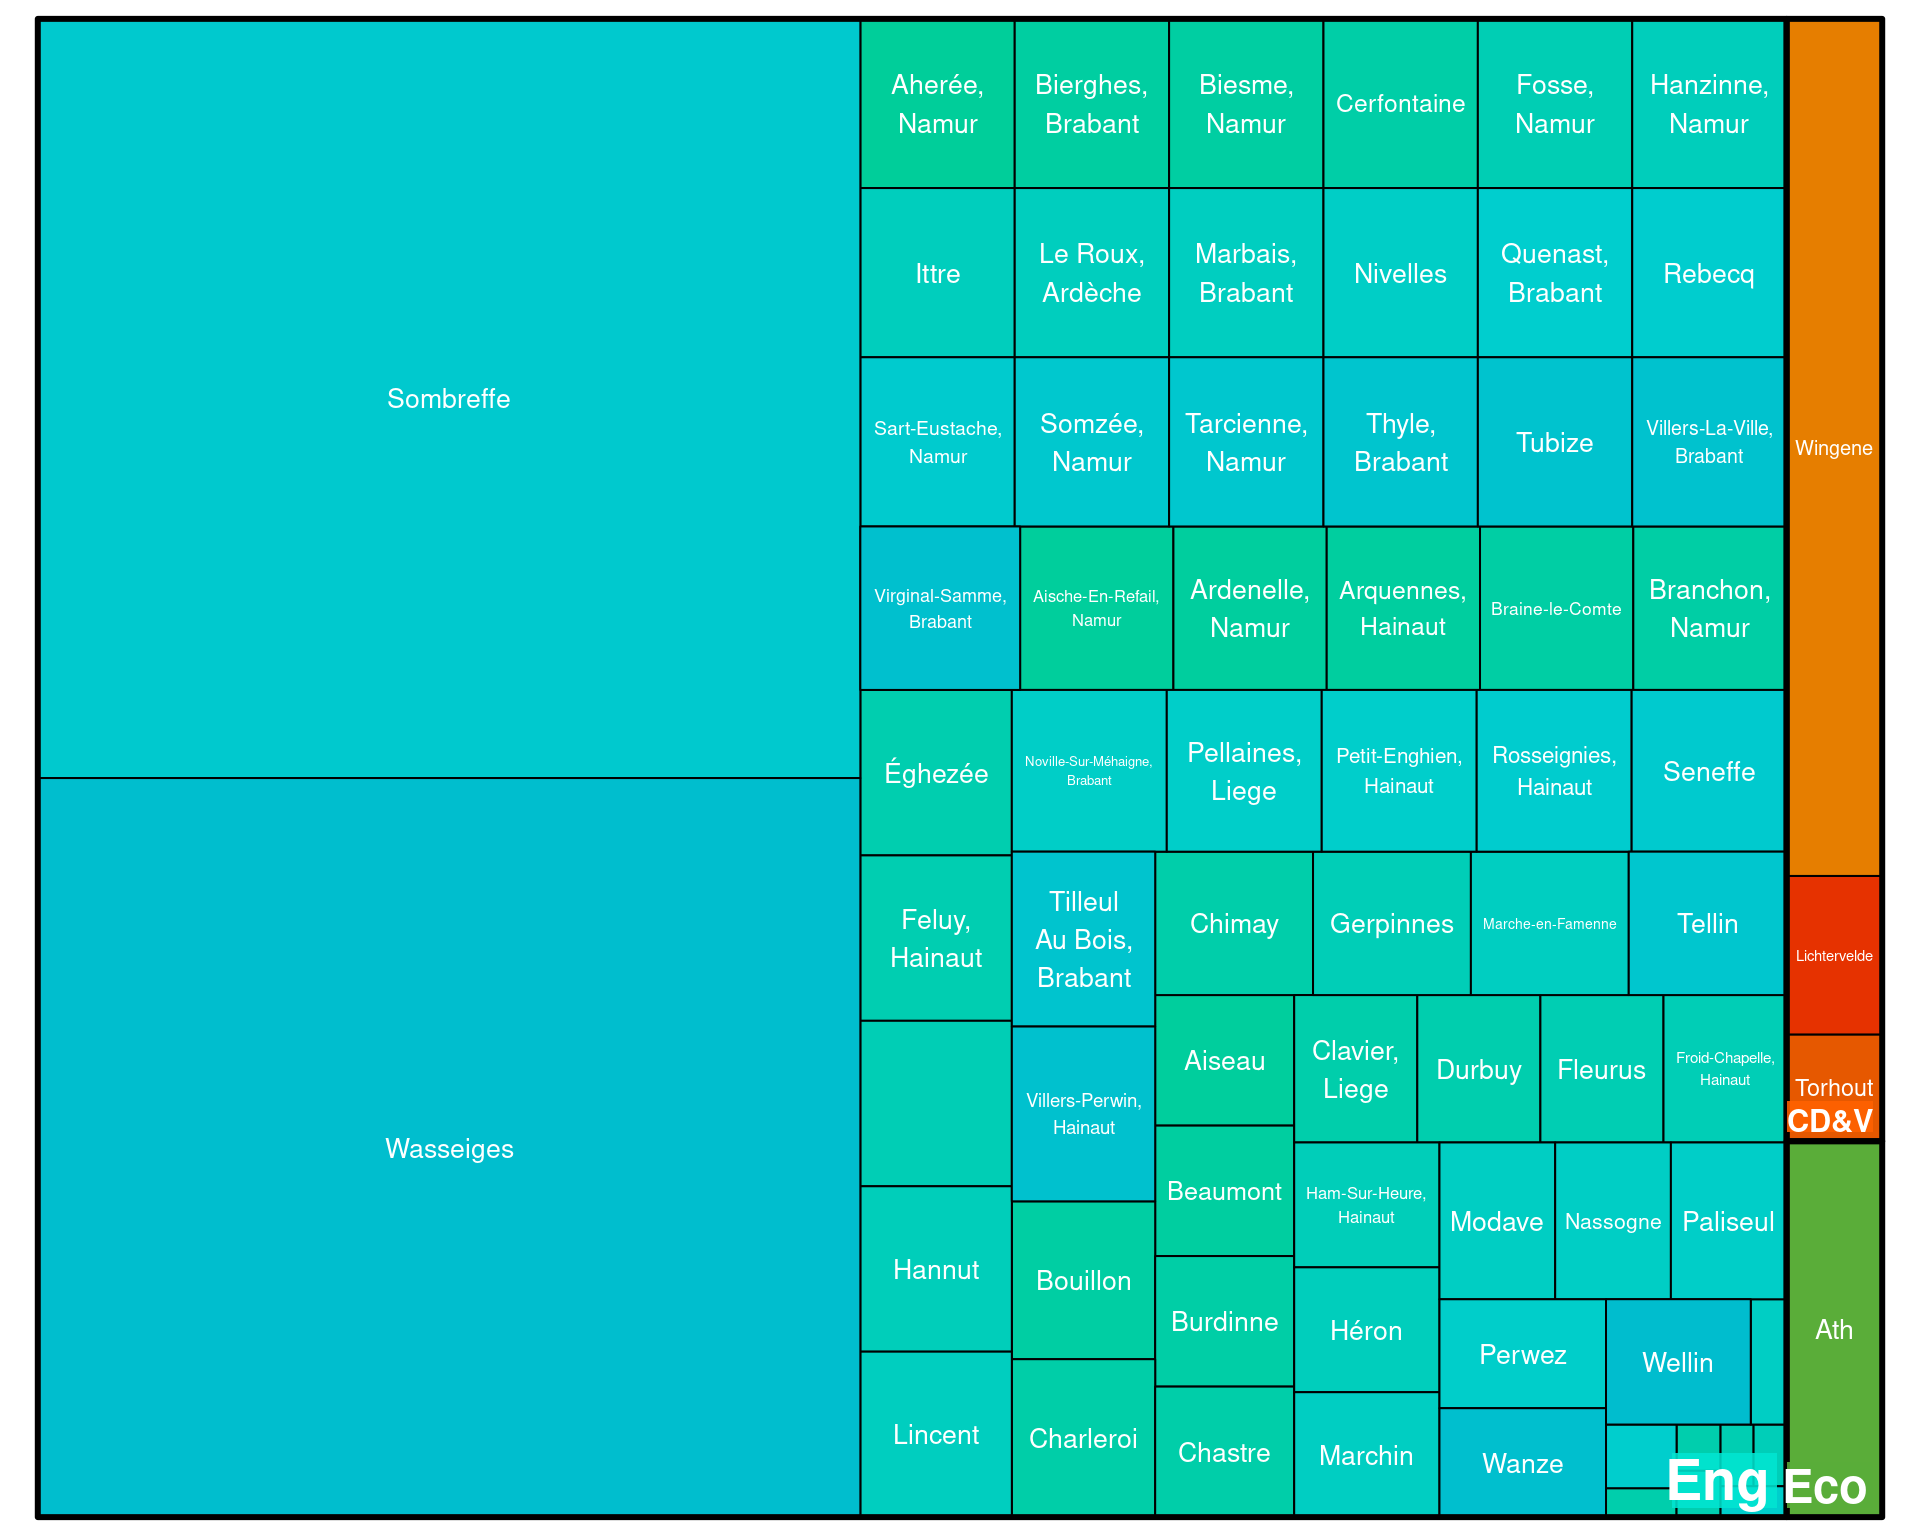 Sombreffe
Wasseiges
Aherée,
Namur
Bierghes,
Brabant
Biesme,
Namur
Cerfontaine
Fosse,
Namur
Hanzinne,
Namur
Ittre
Le Roux,
Ardèche
Marbais,
Brabant
Nivelles
Quenast,
Brabant
Rebecq
Sart-Eustache,
Namur
Somzée,
Namur
Tarcienne,
Namur
Thyle,
Brabant
Tubize
Villers-La-Ville,
Brabant
Virginal-Samme,
Brabant
Aische-En-Refail,
Namur
Ardenelle,
Namur
Arquennes,
Hainaut
Braine-le-Comte
Branchon,
Namur
Éghezée
Noville-Sur-Méhaigne,
Brabant
Pellaines,
Liege
Petit-Enghien,
Hainaut
Rosseignies,
Hainaut
Seneffe
Feluy,
Hainaut
Hannut
Lincent
Tilleul
Au Bois,
Brabant
Villers-Perwin,
Hainaut
Bouillon
Charleroi
Chimay
Gerpinnes
Marche-en-Famenne
Tellin
Aiseau
Beaumont
Burdinne
Chastre
Clavier,
Liege
Durbuy
Fleurus
Froid-Chapelle,
Hainaut
Ham-Sur-Heure,
Hainaut
Héron
Marchin
Modave
Nassogne
Paliseul
Perwez
Wanze
Wellin
Eng
Wingene
Lichtervelde
Torhout
CD&V
Ath
Eco